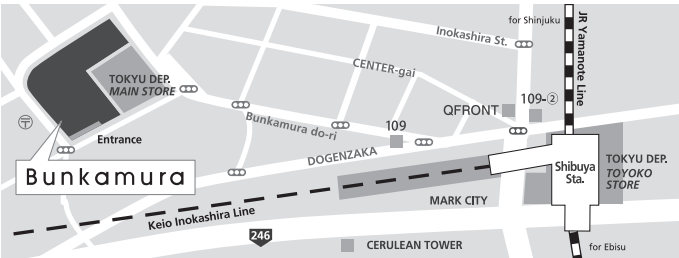 for Shinjuku
JR Yamanote Line
Inokashira St.
CENTER-gai
TOKYU DEP.
MAIN STORE
109-②
QFRONT
Bunkamura do-ri
109
〒
Entrance
DOGENZAKA
Bunkamura
Shibuya
Sta.
TOKYU DEP.
TOYOKO
STORE
MARK CITY
Keio Inokashira Line
246
CERULEAN TOWER
for Ebisu